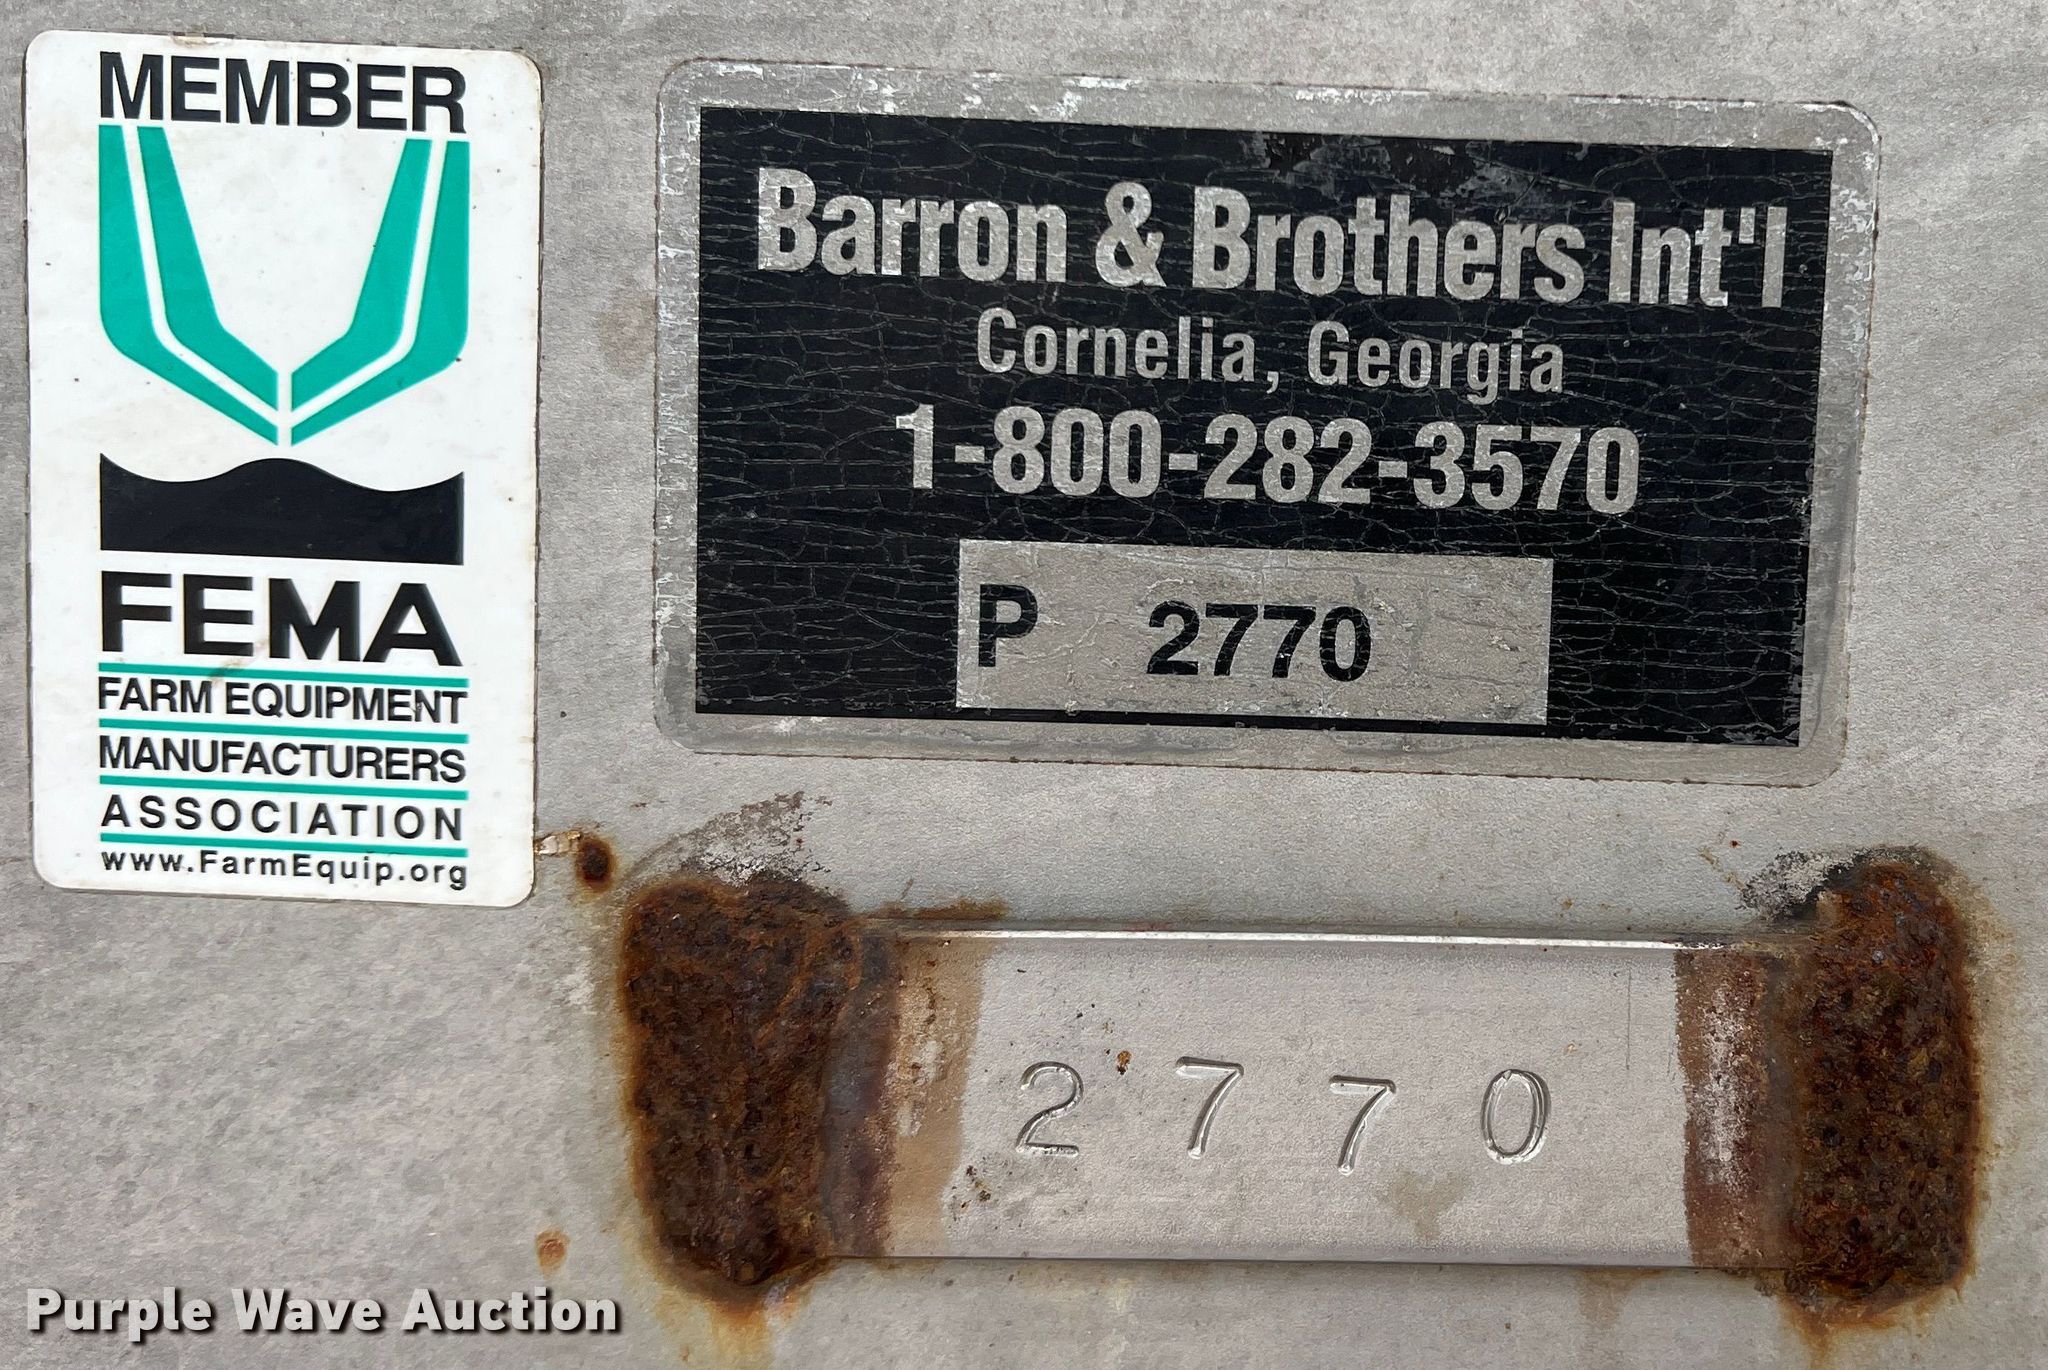 MEMBER
FEMA
FARM EQUIPMENT
MANUFACTURERS
ASSOCIATION
www.FarmEquip.org
Barron & Brothers Int'l
Cornelia, Georgia
1-800-282-3570
P 2770
2770
Purple Wave Auction